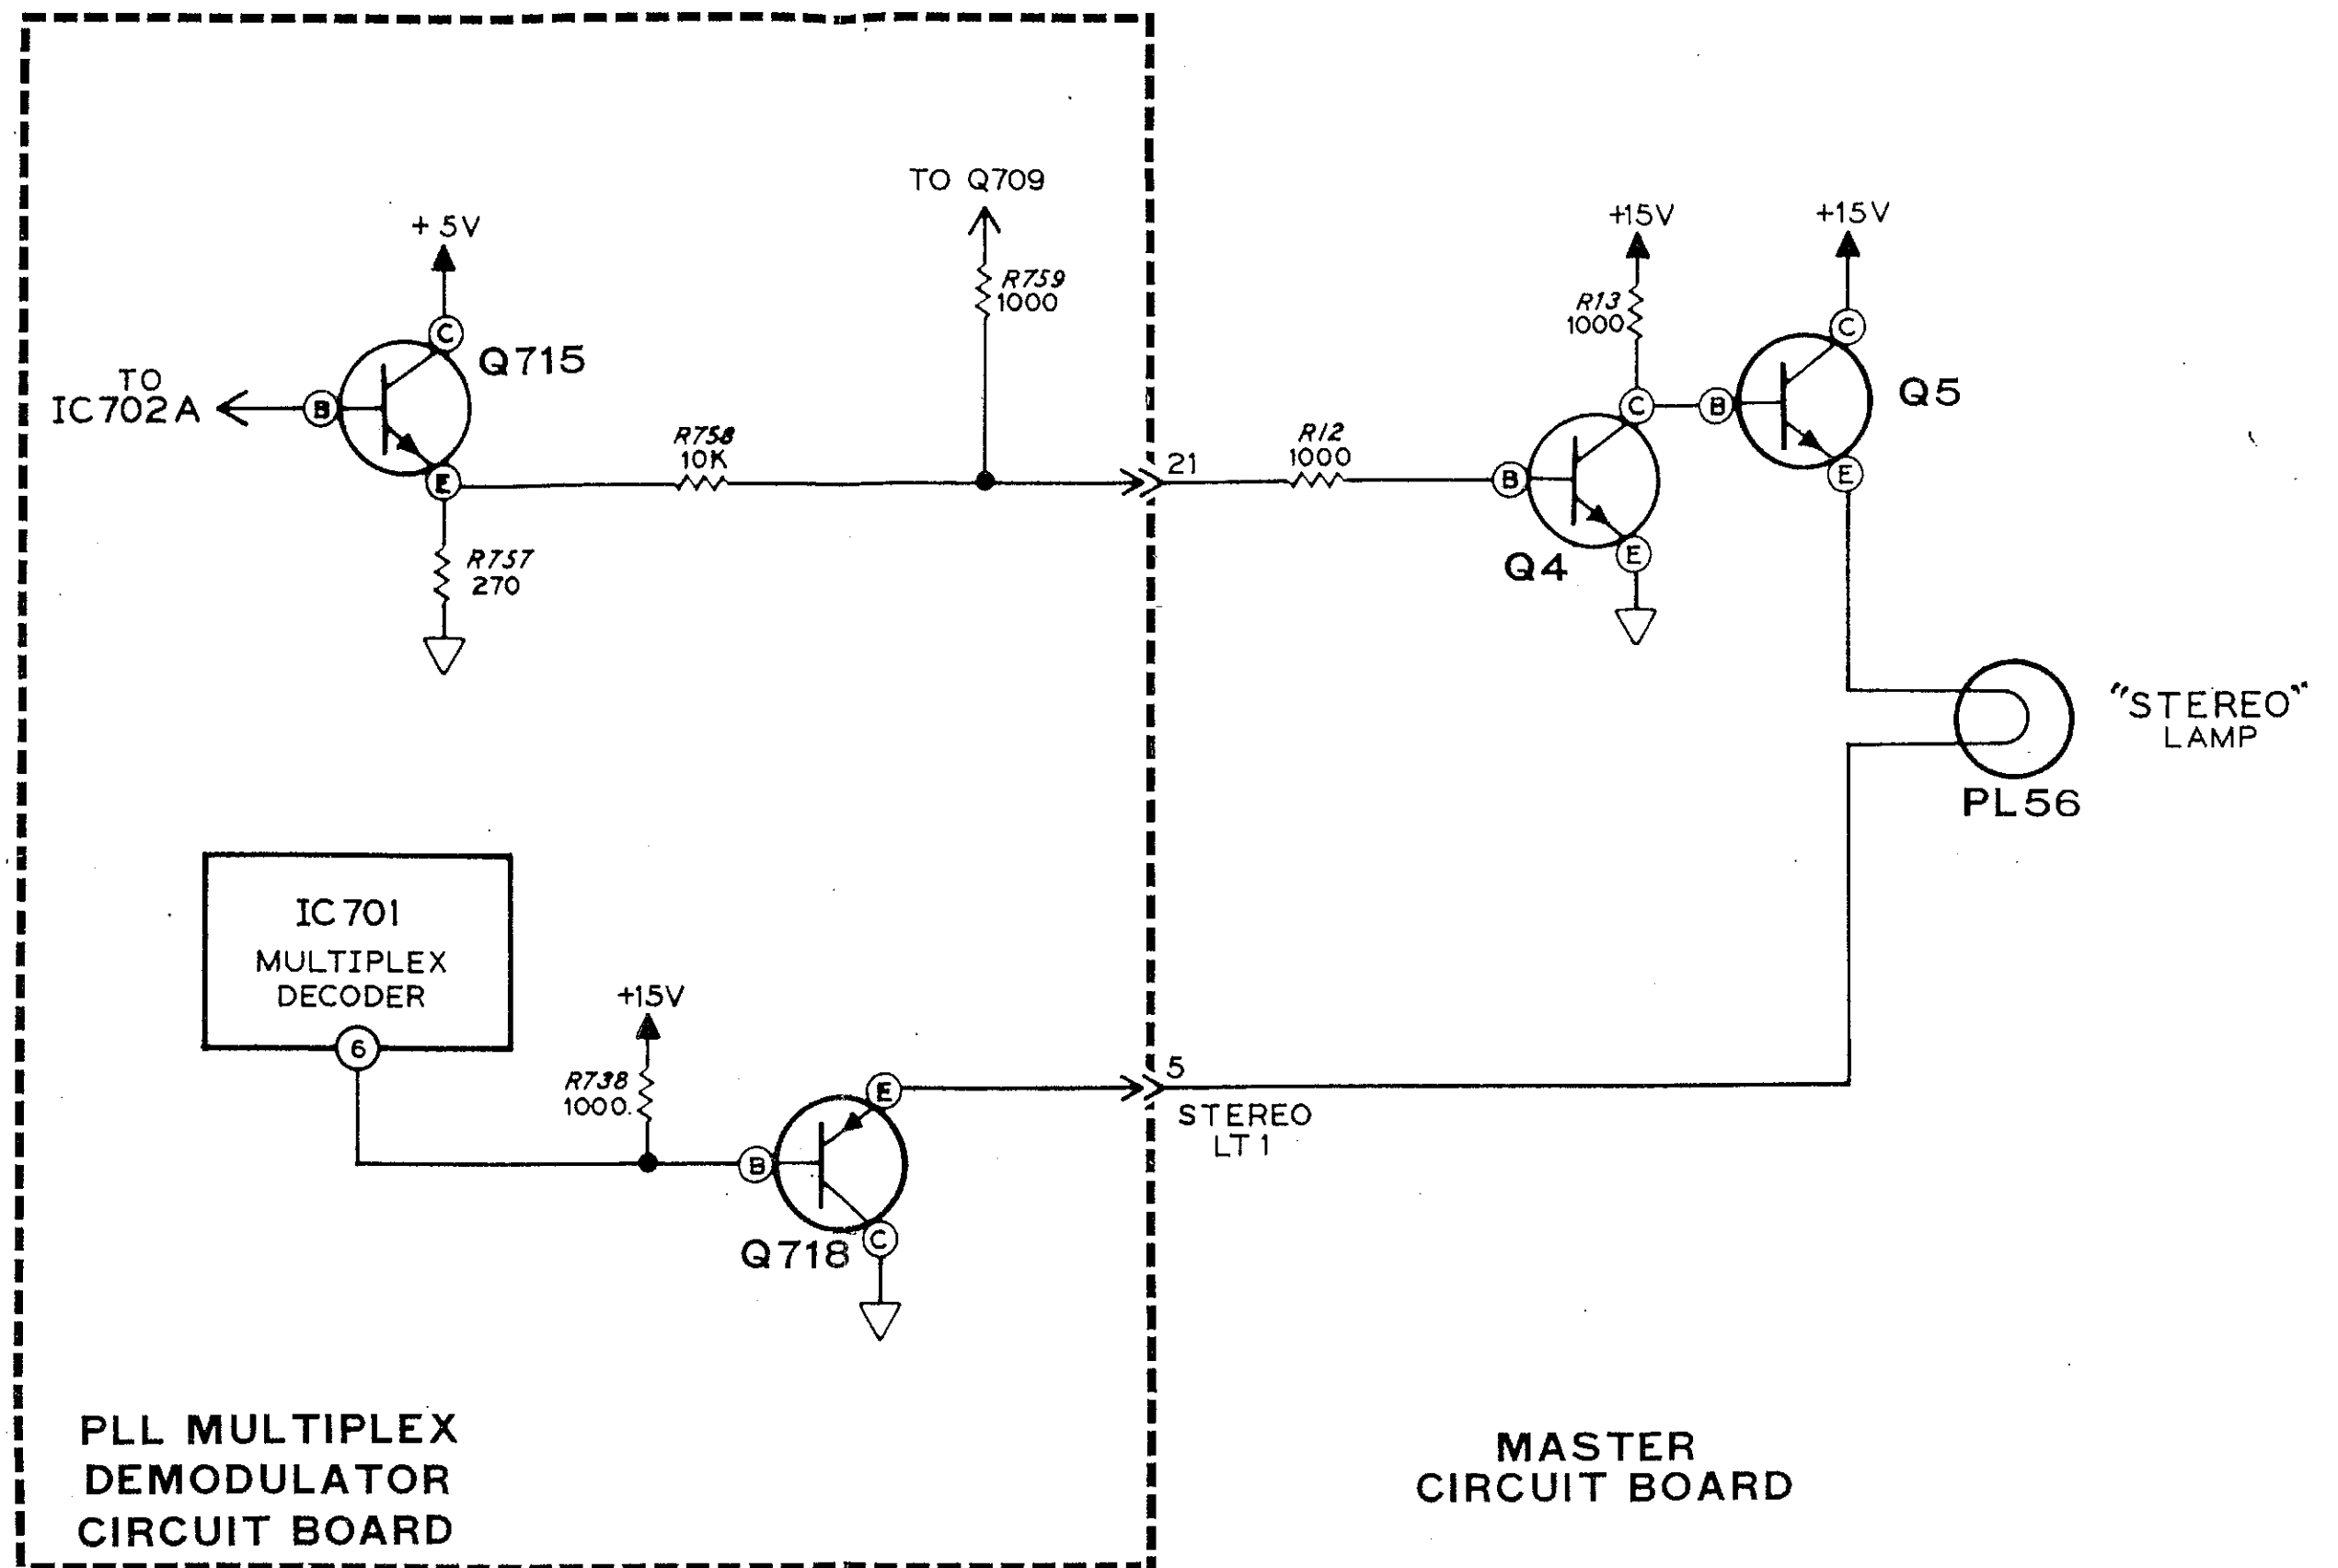 TO Q709
+5V
+15V
+15V
R759
1000
R13
1000
C
Q715
C
Q5
TO
IC702A
B
C
B
R758
10K
R12
1000
21
E
B
E
R757
270
Q4
E
"STEREO"
LAMP
PL56
IC701
MULTIPLEX
DECODER
6
+15V
R738
1000.
E
5
STEREO
LT1
B
Q718
C
PLL MULTIPLEX
DEMODULATOR
CIRCUIT BOARD
MASTER
CIRCUIT BOARD